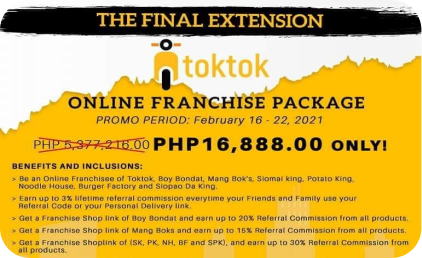 THE FINAL EXTENSION
toktok
ONLINE FRANCHISE PACKAGE
PROMO PERIOD: February 16 - 22, 2021
PHP 5,377,216.00 PHP16,888.00 ONLY!
BENEFITS AND INCLUSIONS:
> Be an Online Franchisee of Toktok, Boy Bondat, Mang Bok's, Siomai king, Potato King,
Noodle House, Burger Factory and Siopao Da King.
> Earn up to 3% lifetime referral commission everytime your Friends and Family use your
Referral Code or your Personal Delivery link.
> Get a Franchise Shop link of Boy Bondat and earn up to 20% Referral Commission from all products.
> Get a Franchise Shop link of Mang Boks and earn up to 15% Referral Commission from all products.
> Get a Franchise Shoplink of (SK, PK, NH, BF and SPK), and earn up to 30% Referral Commission from
all products.